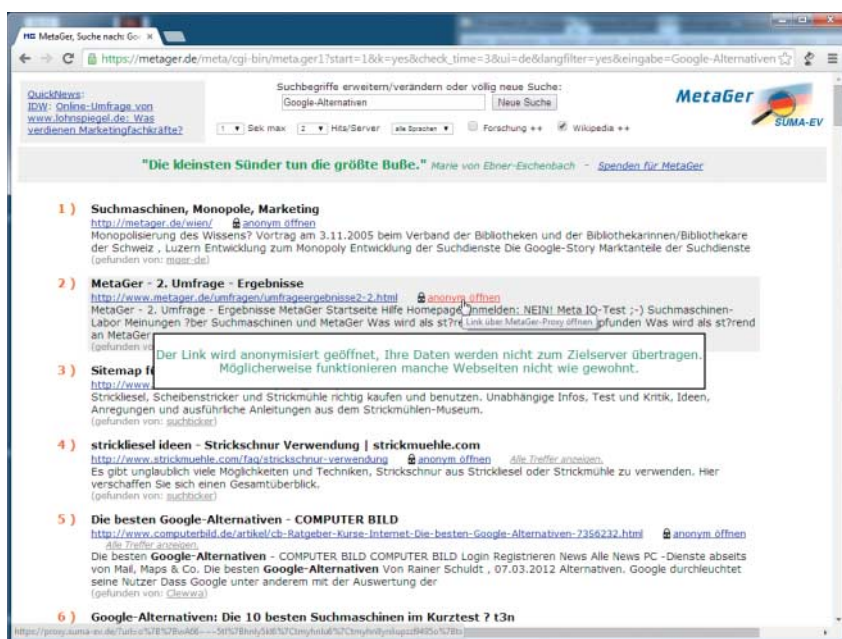 MetaGer, Suche nach: Goo
https://metager.de/meta/cgi-bin/meta.ger1?start=1&k=yes&check_time=3&ui=de&langfilter=yes&eingabe=Google-Alternativen
QuickNews:
IDW: Online-Umfrage von
www.lohnspiegel.de: Was
verdienen Marketingfachkräfte?
Suchbegriffe erweitern/verändern oder völlig neue Suche:
Google-Alternativen Neue Suche
1 Sek max 2 Hits/Server alle Sprachen Forschung ++ Wikipedia ++
MetaGer
SUMA-EV
"Die kleinsten Sünder tun die größte Buße." Marie von Ebner-Eschenbach - Spenden für MetaGer
1 ) Suchmaschinen, Monopole, Marketing
http://metager.de/wien/ anonym öffnen
Monopolisierung des Wissens? Vortrag am 3.11.2005 beim Verband der Bibliotheken und der Bibliothekarinnen/Bibliothekare
der Schweiz , Luzern Entwicklung zum Monopoly Entwicklung der Suchdienste Die Google-Story Marktanteile der Suchdienste
(gefunden von: mger-de)
2 ) MetaGer - 2. Umfrage - Ergebnisse
http://www.metager.de/umfragen/umfrageergebnisse2-2.html anonym öffnen
MetaGer - 2. Umfrage - Ergebnisse MetaGer Startseite Hilfe Homepage nmelden: NEIN! Meta IQ-Test ;-) Suchmaschinen-
Labor Meinungen ?ber Suchmaschinen und MetaGer Was wird als st?re Link über MetaGer-Proxy öffnen pfunden Was wird als st?rend
an MetaGer
(gefunden vo
Der Link wird anonymisiert geöffnet, Ihre Daten werden nicht zum Zielserver übertragen.
Möglicherweise funktionieren manche Webseiten nicht wie gewohnt.
3 ) Sitemap f
http://www.
Strickliesel, Scheibenstricker und Strickmühle richtig kaufen und benutzen. Unabhängige Infos, Test und Kritik, Ideen,
Anregungen und ausführliche Anleitungen aus dem Strickmühlen-Museum.
(gefunden von: suchticker)
4 ) strickliesel ideen - Strickschnur Verwendung | strickmuehle.com
http://www.strickmuehle.com/faq/strickschnur-verwendung anonym öffnen Alle Treffer anzeigen.
Es gibt unglaublich viele Möglichkeiten und Techniken, Strickschnur aus Strickliesel oder Strickmühle zu verwenden. Hier
verschaffen Sie sich einen Gesamtüberblick.
(gefunden von: suchticker)
5 ) Die besten Google-Alternativen - COMPUTER BILD
http://www.computerbild.de/artikel/cb-Ratgeber-Kurse-Internet-Die-besten-Google-Alternativen-7356232.html anonym öffnen
Alle Treffer anzeigen.
Die besten Google-Alternativen - COMPUTER BILD COMPUTER BILD Login Registrieren News Alle News PC -Dienste abseits
von Mail, Maps & Co. Die besten Google-Alternativen Von Rainer Schuldt , 07.03.2012 Alternativen. Google durchleuchtet
seine Nutzer Dass Google unter anderem mit der Auswertung der
(gefunden von: Clewwa)
6 ) Google-Alternativen: Die 10 besten Suchmaschinen im Kurztest ? t3n